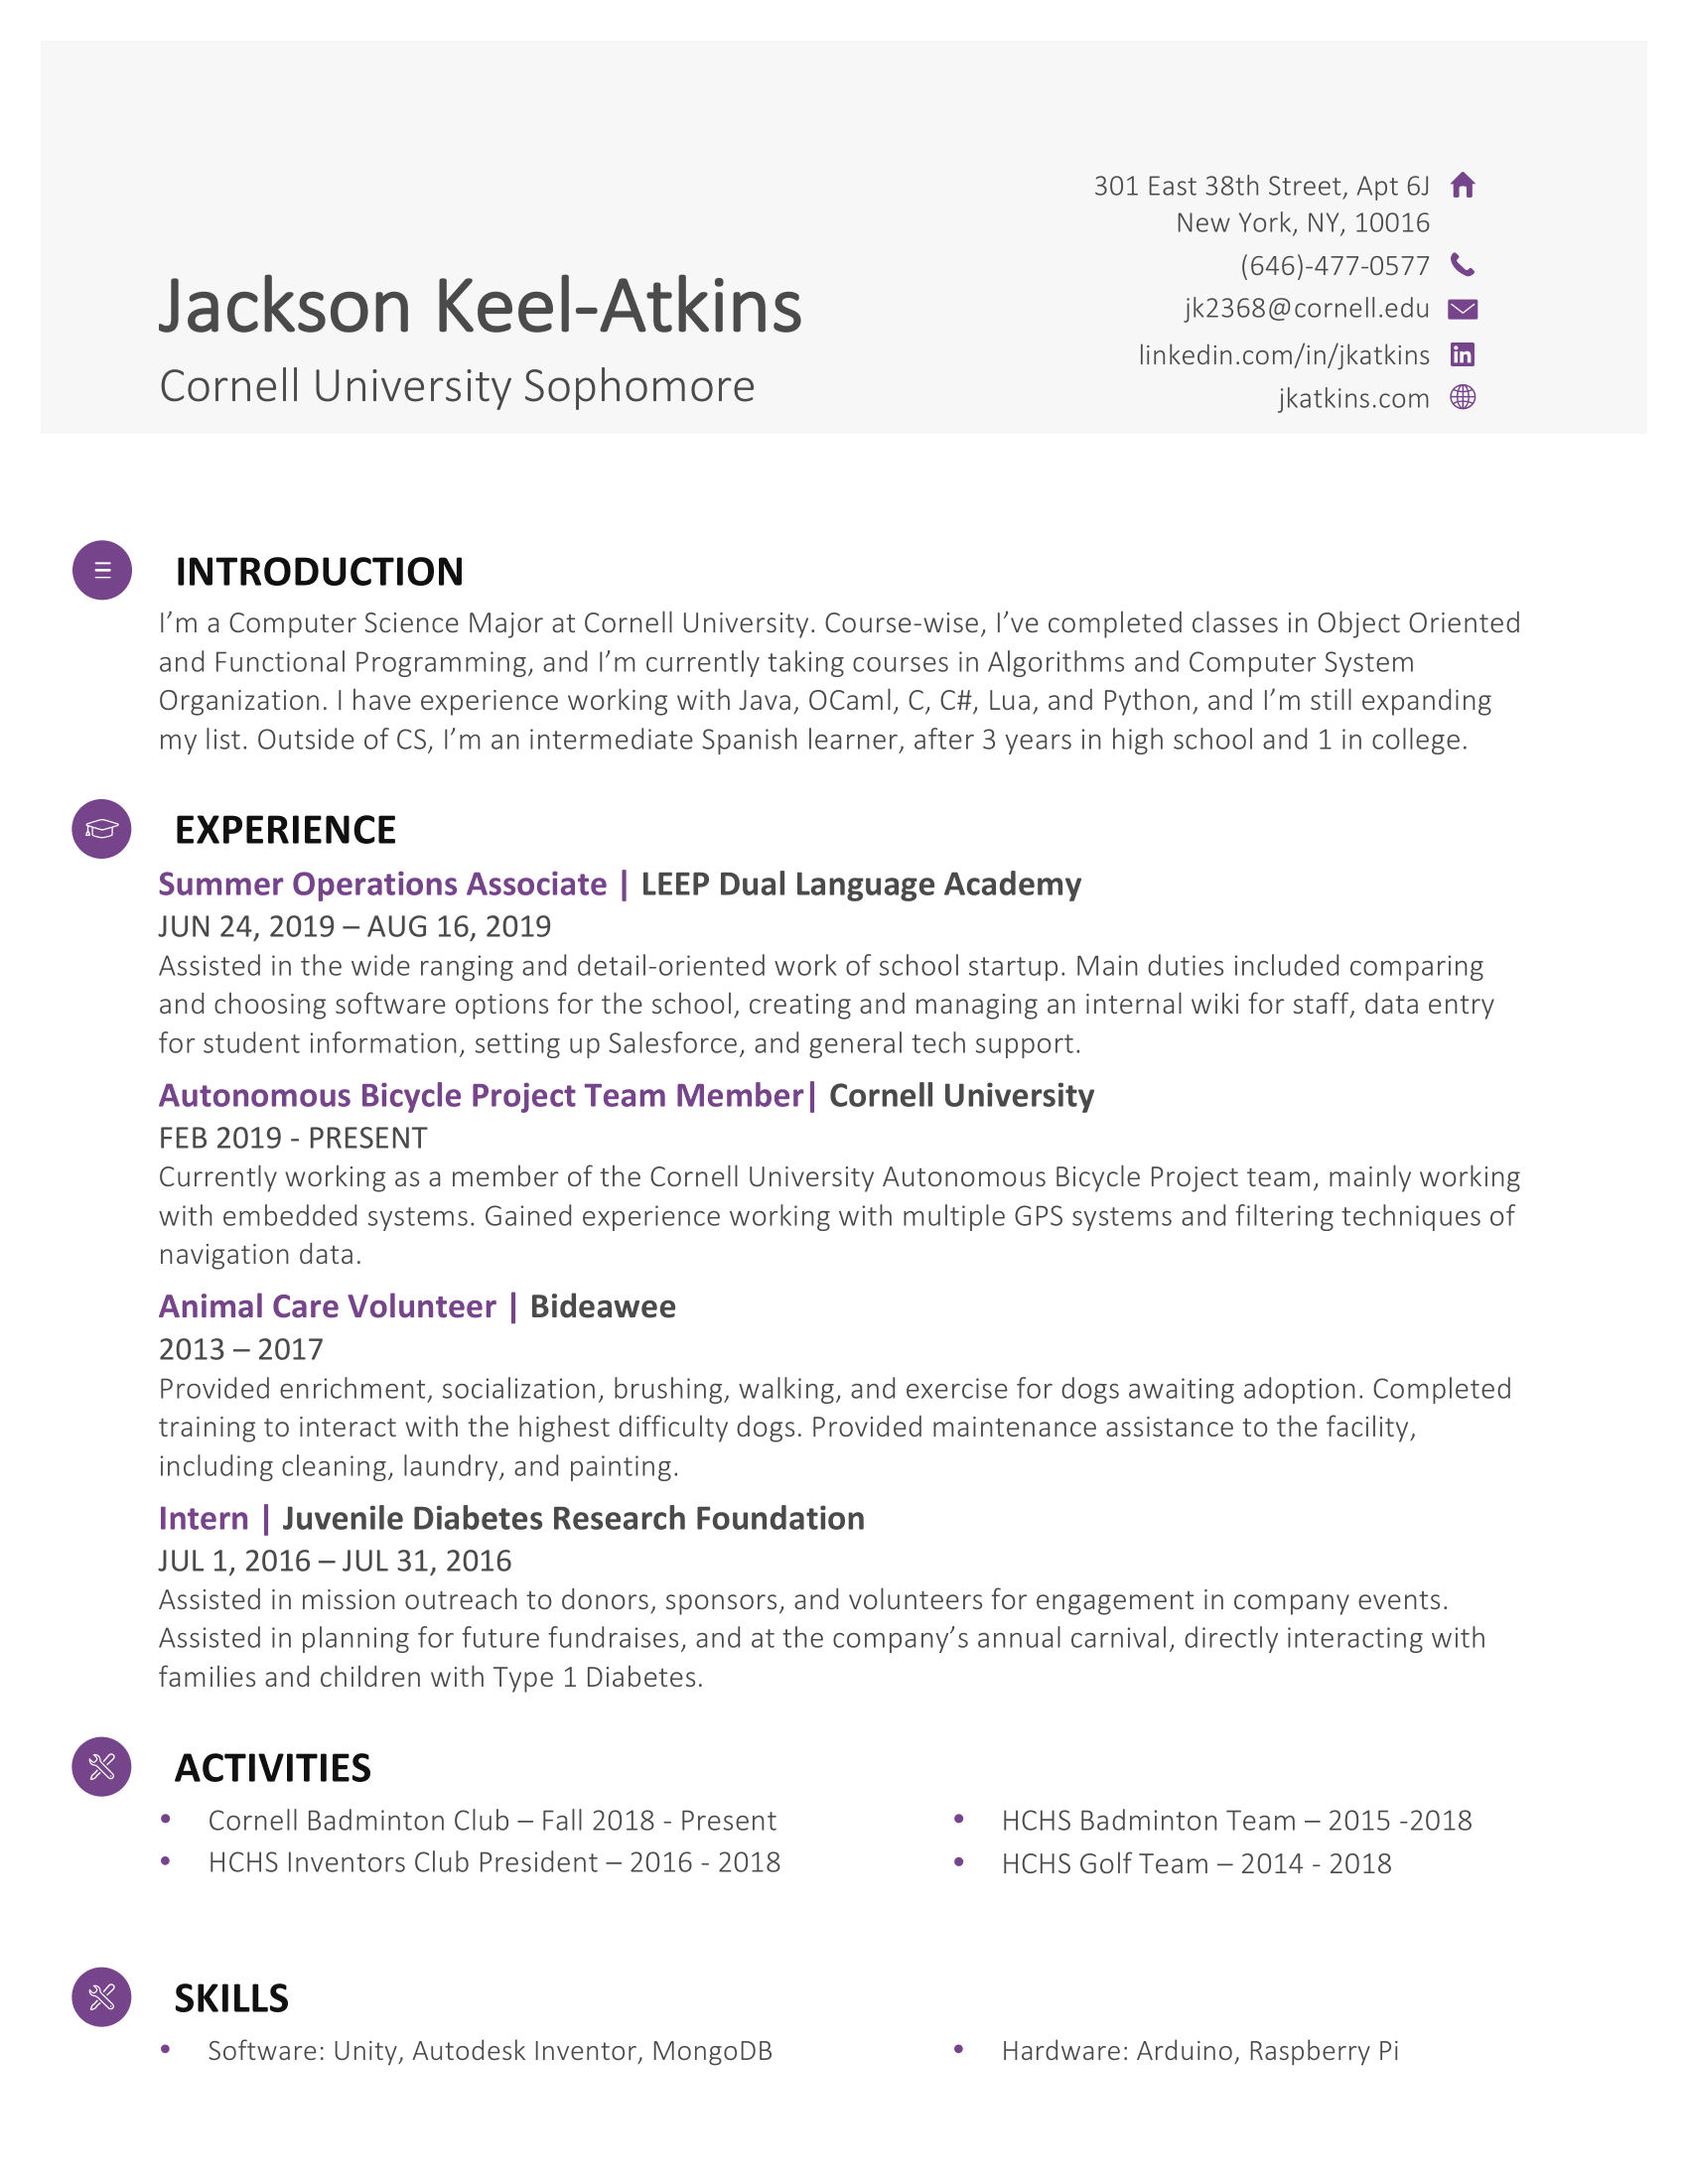 301 East 38th Street, Apt 6J
New York, NY, 10016
(646)-477-0577
jk2368@cornell.edu
linkedin.com/in/jkatkins
jkatkins.com
Jackson Keel-Atkins
Cornell University Sophomore
INTRODUCTION
I’m a Computer Science Major at Cornell University. Course-wise, I’ve completed classes in Object Oriented
and Functional Programming, and I’m currently taking courses in Algorithms and Computer System
Organization. I have experience working with Java, OCaml, C, C#, Lua, and Python, and I’m still expanding
my list. Outside of CS, I’m an intermediate Spanish learner, after 3 years in high school and 1 in college.
EXPERIENCE
Summer Operations Associate | LEEP Dual Language Academy
JUN 24, 2019 – AUG 16, 2019
Assisted in the wide ranging and detail-oriented work of school startup. Main duties included comparing
and choosing software options for the school, creating and managing an internal wiki for staff, data entry
for student information, setting up Salesforce, and general tech support.
Autonomous Bicycle Project Team Member| Cornell University
FEB 2019 - PRESENT
Currently working as a member of the Cornell University Autonomous Bicycle Project team, mainly working
with embedded systems. Gained experience working with multiple GPS systems and filtering techniques of
navigation data.
Animal Care Volunteer | Bideawee
2013 – 2017
Provided enrichment, socialization, brushing, walking, and exercise for dogs awaiting adoption. Completed
training to interact with the highest difficulty dogs. Provided maintenance assistance to the facility,
including cleaning, laundry, and painting.
Intern | Juvenile Diabetes Research Foundation
JUL 1, 2016 – JUL 31, 2016
Assisted in mission outreach to donors, sponsors, and volunteers for engagement in company events.
Assisted in planning for future fundraises, and at the company’s annual carnival, directly interacting with
families and children with Type 1 Diabetes.
ACTIVITIES
• Cornell Badminton Club – Fall 2018 - Present
• HCHS Inventors Club President – 2016 - 2018
• HCHS Badminton Team – 2015 -2018
• HCHS Golf Team – 2014 - 2018
SKILLS
• Software: Unity, Autodesk Inventor, MongoDB
• Hardware: Arduino, Raspberry Pi